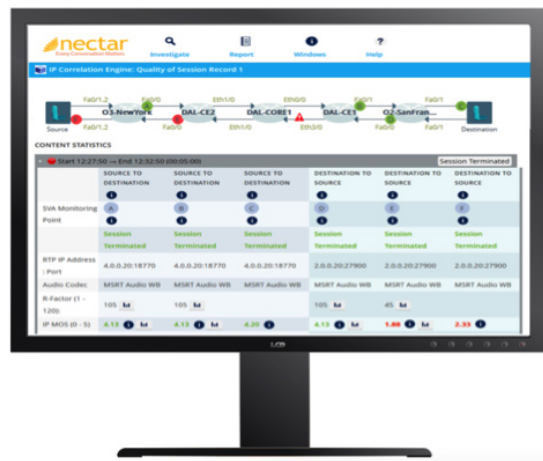 nectar
Every Conversation Matters.
Investigate Report Windows Help
IP Correlation Engine: Quality of Session Record 1
Fa0/1.2 Fa0/0 Eth1/0 Eth0/0 Fa0/1 Fa0/1
A C
03-NewYork DAL-CE2 DAL-CORE1 DAL-CE1 O2-SanFran...
Source Fa0/1.2 Fa0/0 Eth1/0 Eth3/0 Fa0/0 Fa0/1 Destination
CONTENT STATISTICS
Start 12:27:50 → End 12:32:50 (00:05:00) Session Terminated
SOURCE TO DESTINATION SOURCE TO DESTINATION SOURCE TO DESTINATION DESTINATION TO SOURCE DESTINATION TO SOURCE DESTINATION TO SOURCE
SVA Monitoring Point A B C D E F
Session Terminated Session Terminated Session Terminated Session Terminated Session Terminated Session Terminated
RTP IP Address : Port 4.0.0.20:18770 4.0.0.20:18770 4.0.0.20:18770 2.0.0.20:27900 2.0.0.20:27900 2.0.0.20:27900
Audio Codec MSRT Audio WB MSRT Audio WB MSRT Audio WB MSRT Audio WB MSRT Audio WB MSRT Audio WB
R-Factor (1 - 120): 105 105 105 45
IP MOS (0 - 5) 4.13 4.13 4.20 4.13 1.88 2.33
LCD